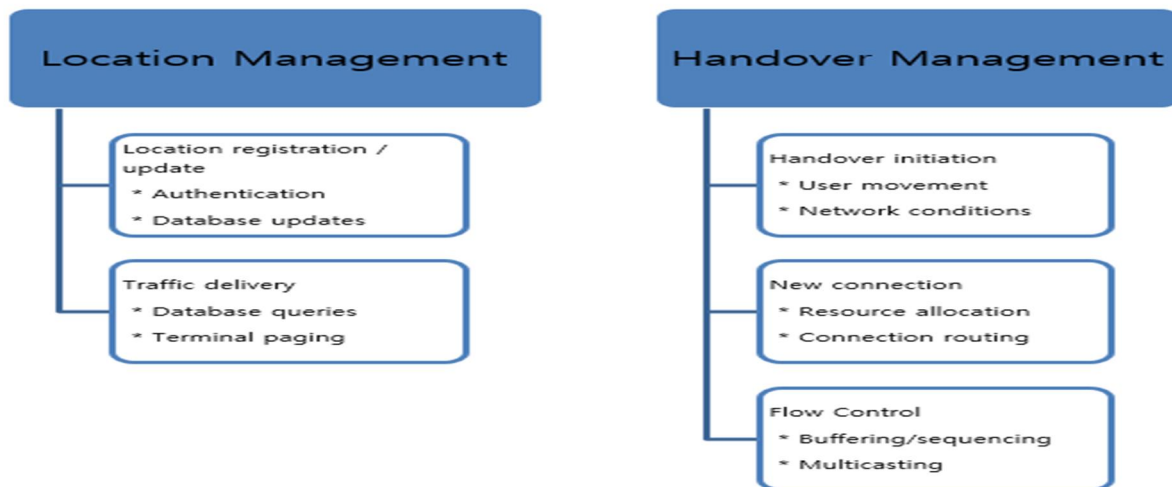 Location Management
Location registration /
update
* Authentication
* Database updates
Traffic delivery
* Database queries
* Terminal paging
Handover Management
Handover initiation
* User movement
* Network conditions
New connection
* Resource allocation
* Connection routing
Flow Control
* Buffering/sequencing
* Multicasting